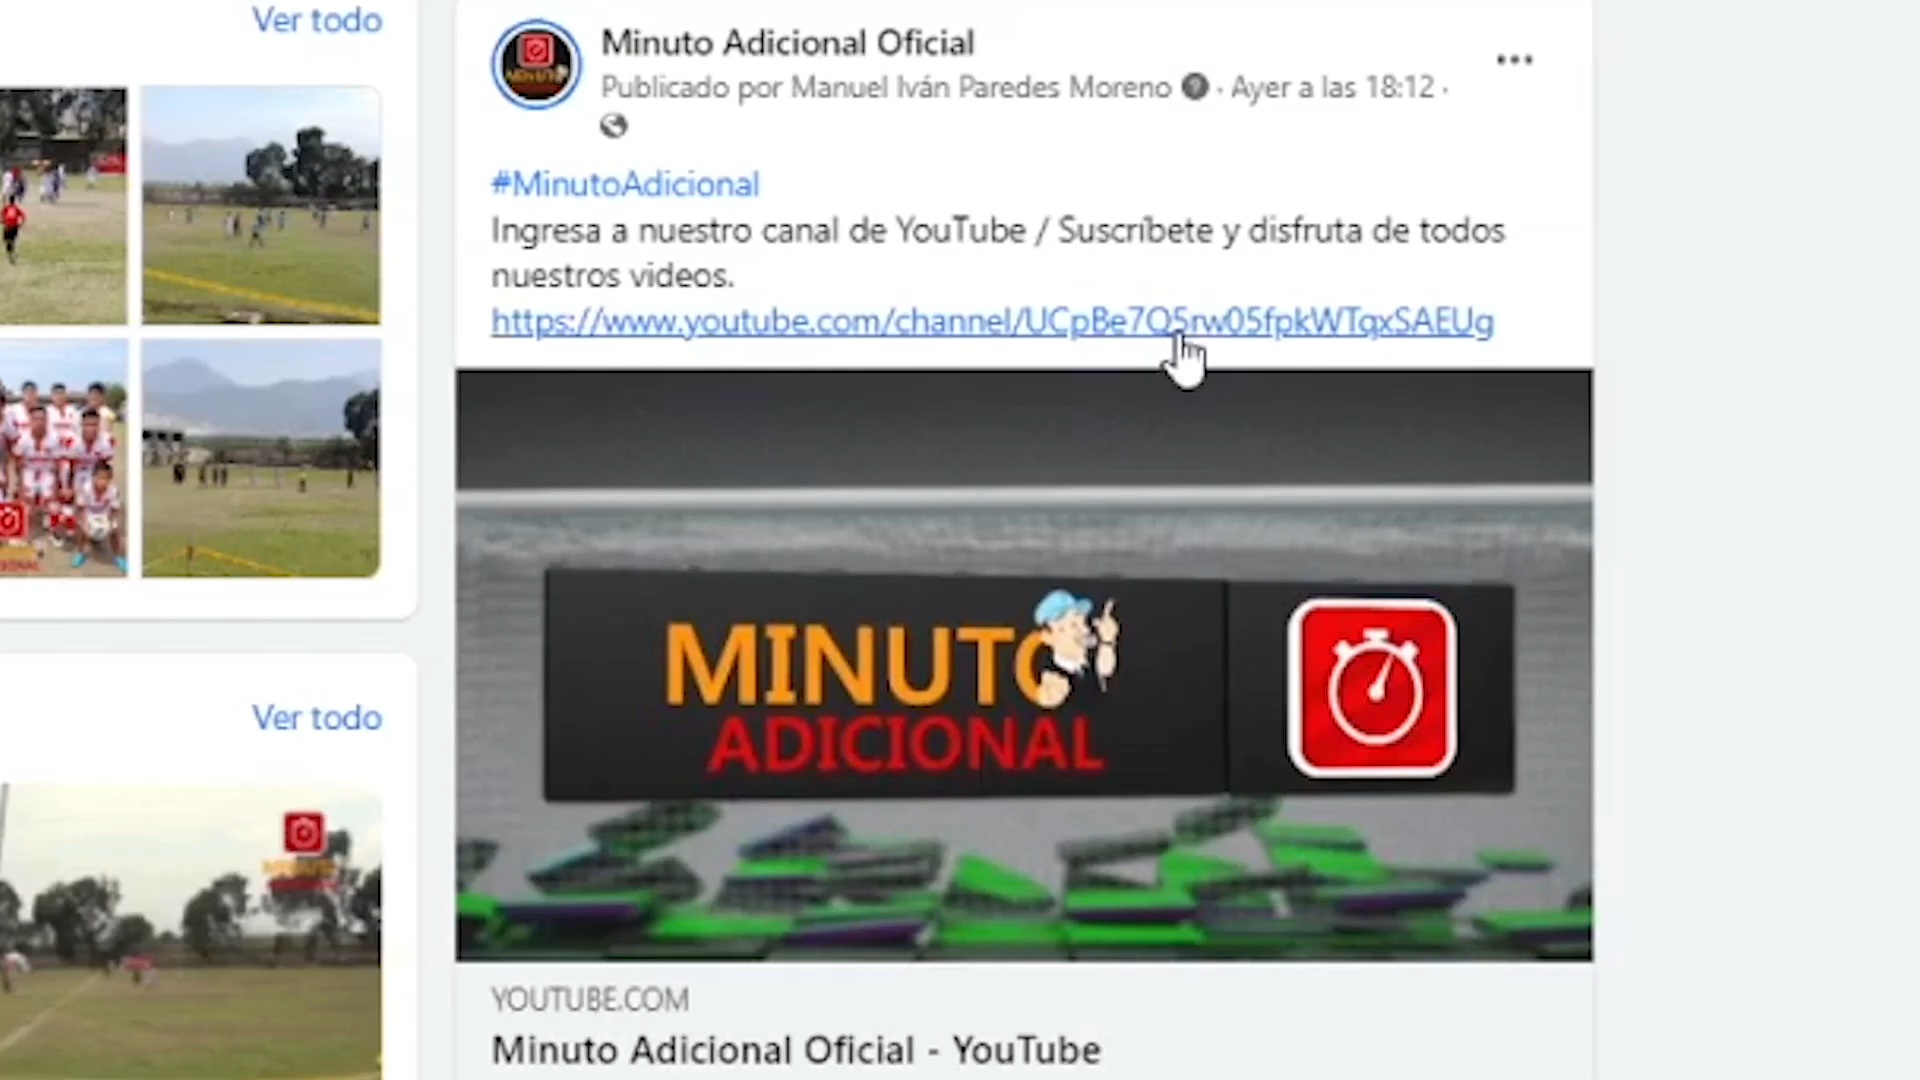 Ver todo
Ver todo
Minuto Adicional Oficial
Publicado por Manuel Iván Paredes Moreno · Ayer a las 18:12 ·
#MinutoAdicional
Ingresa a nuestro canal de YouTube / Suscríbete y disfruta de todos
nuestros videos.
https://www.youtube.com/channel/UCpBe7Q5rw05fpkWTqxSAEUg
MINUTO
ADICIONAL
YOUTUBE.COM
Minuto Adicional Oficial - YouTube